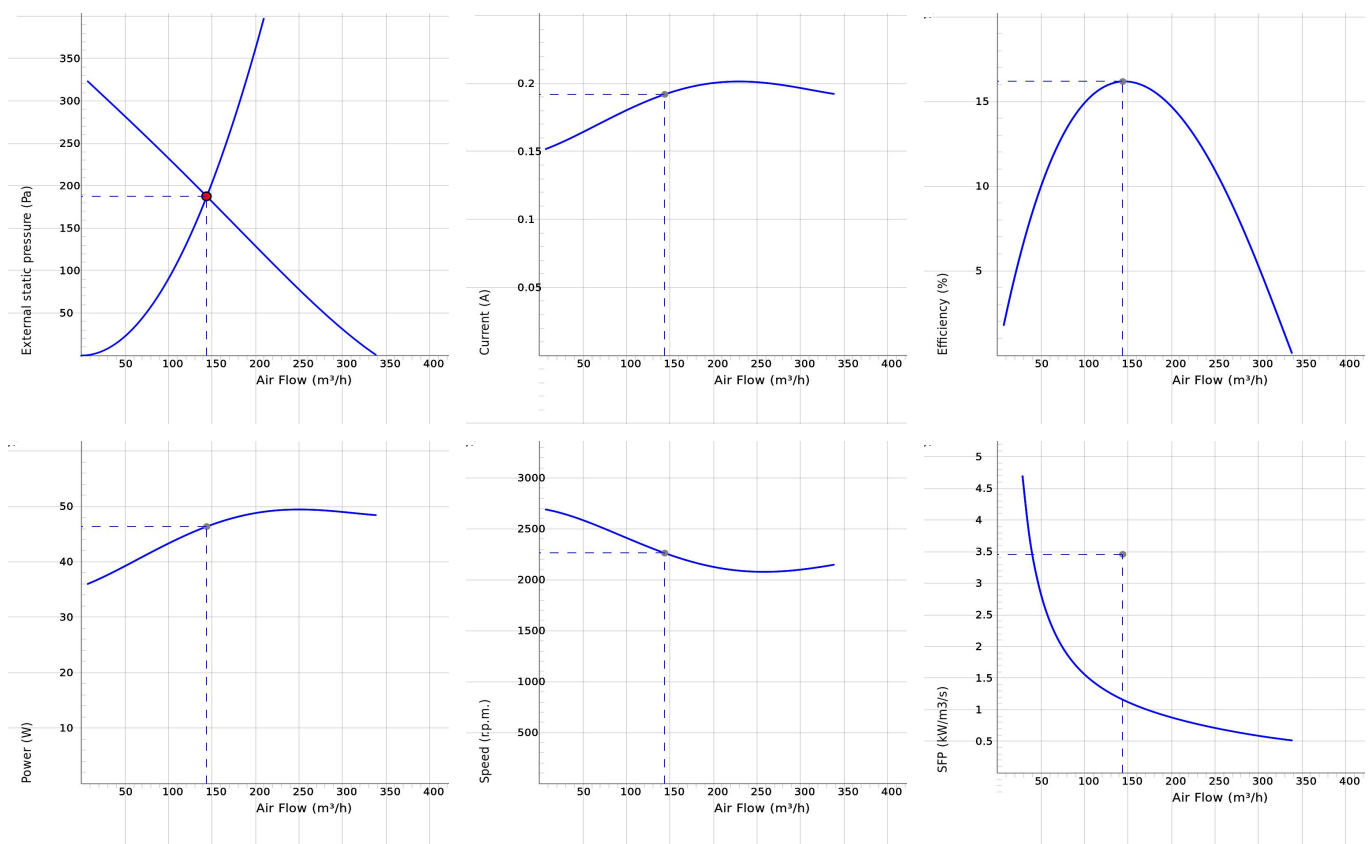 350
300
250
200
150
100
50
External static pressure (Pa)
50 100 150 200 250 300 350 400
Air Flow (m³/h)
0.2
0.15
0.1
0.05
Current (A)
50 100 150 200 250 300 350 400
Air Flow (m³/h)
15
10
5
Efficiency (%)
50 100 150 200 250 300 350 400
Air Flow (m³/h)
50
40
30
20
10
Power (W)
50 100 150 200 250 300 350 400
Air Flow (m³/h)
3000
2500
2000
1500
1000
500
Speed (r.p.m.)
50 100 150 200 250 300 350 400
Air Flow (m³/h)
5
4.5
4
3.5
3
2.5
2
1.5
1
0.5
SFP (kW/m3/s)
50 100 150 200 250 300 350 400
Air Flow (m³/h)